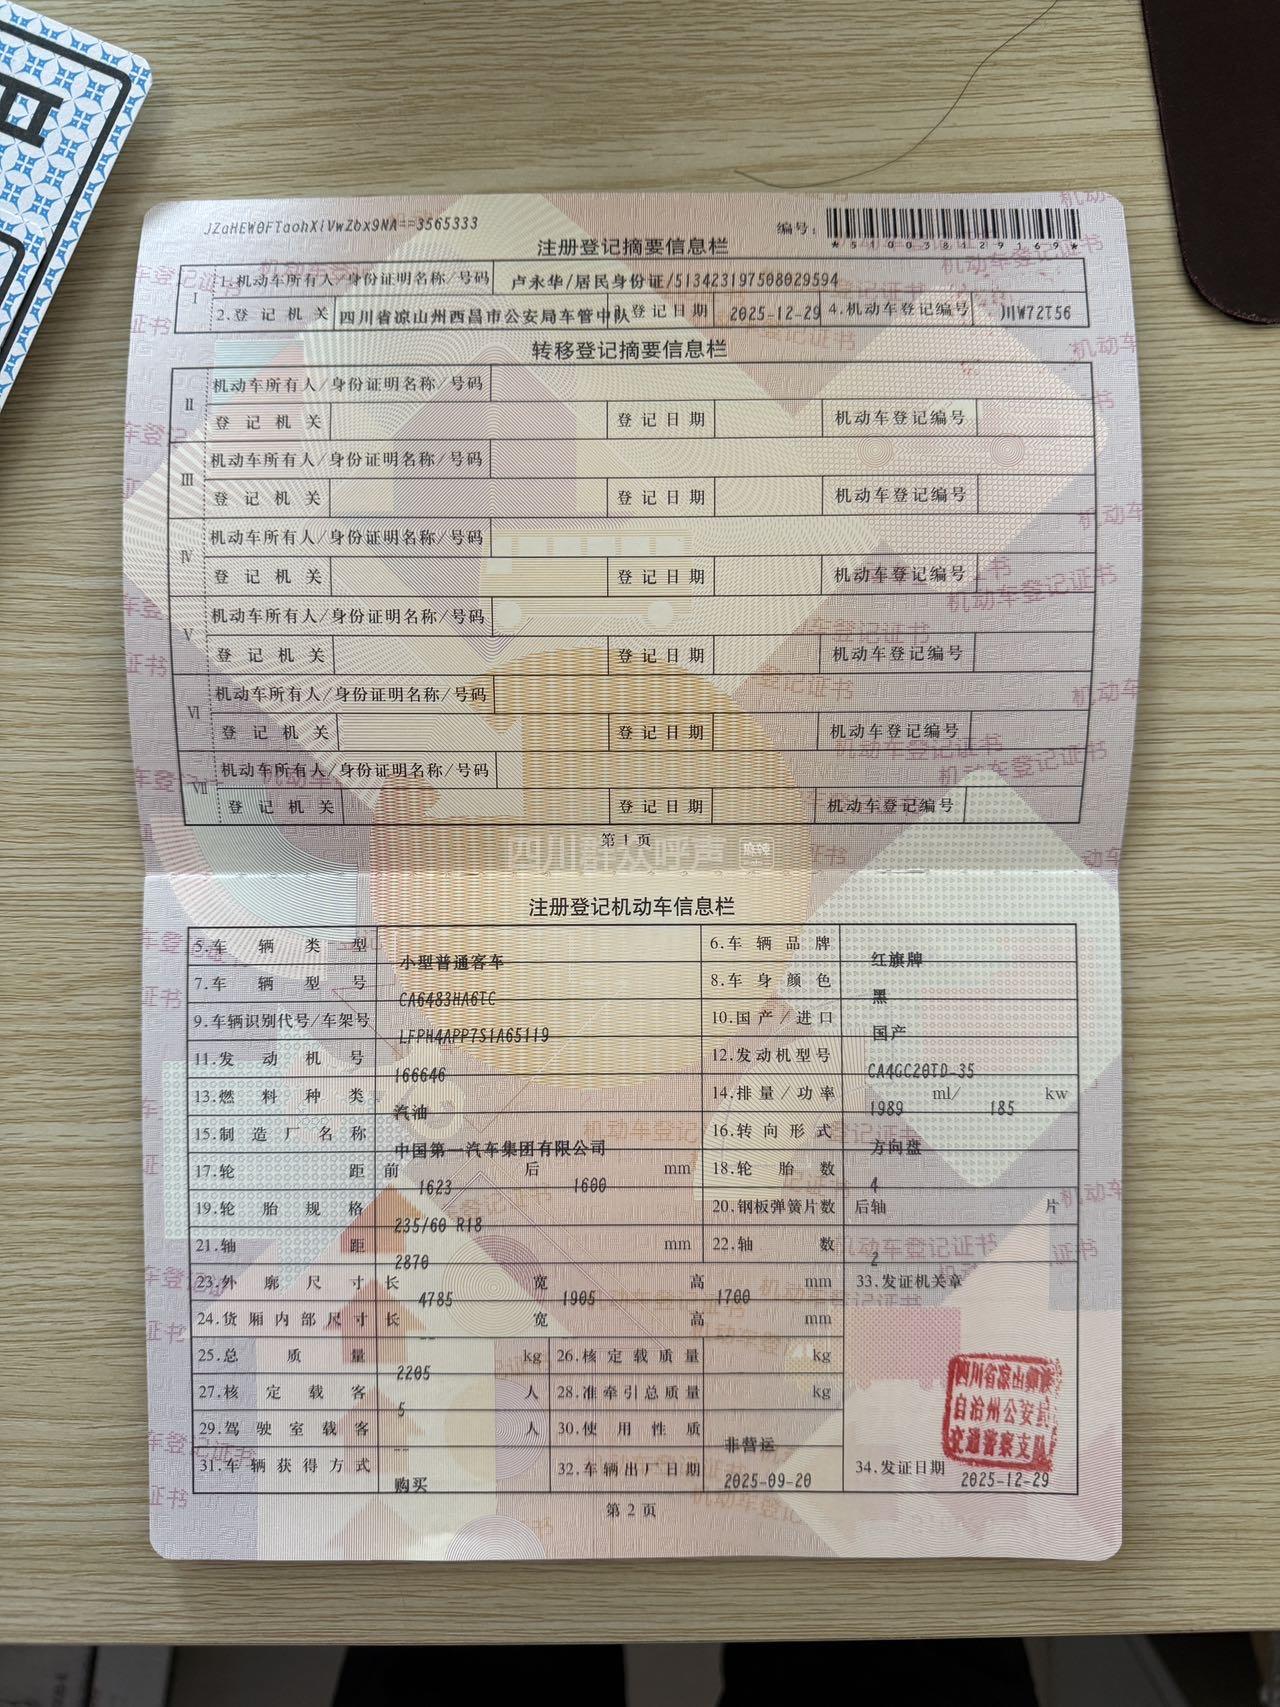 JZaHEW0FTaohXiVwZbx9NA==3565333
编号:
*510038129169*
注册登记摘要信息栏
I 1.机动车所有人/身份证明名称/号码 卢永华/居民身份证/513423197508029594
2.登记机关 四川省凉山州西昌市公安局车管中队 3.登记日期 2025-12-29 4.机动车登记编号 川W72T56
转移登记摘要信息栏
II 机动车所有人/身份证明名称/号码
登记机关 登记日期 机动车登记编号
III 机动车所有人/身份证明名称/号码
登记机关 登记日期 机动车登记编号
IV 机动车所有人/身份证明名称/号码
登记机关 登记日期 机动车登记编号
V 机动车所有人/身份证明名称/号码
登记机关 登记日期 机动车登记编号
VI 机动车所有人/身份证明名称/号码
登记机关 登记日期 机动车登记编号
VII 机动车所有人/身份证明名称/号码
登记机关 登记日期 机动车登记编号
第1页
四川群众呼声
注册登记机动车信息栏
5.车辆类型 小型普通客车 6.车辆品牌 红旗牌
7.车辆型号 CA6483HA6TC 8.车身颜色 黑
9.车辆识别代号/车架号 LFPH4APP7S1A65119 10.国产/进口 国产
11.发动机号 166646 12.发动机型号 CA4GC20TD-35
13.燃料种类 汽油 14.排量/功率 1989 ml/ 185 kw
15.制造厂名称 中国第一汽车集团有限公司 16.转向形式 方向盘
17.轮距 前 1623 后 1600 mm 18.轮胎数 4
19.轮胎规格 235/60 R18 20.钢板弹簧片数 后轴 片
21.轴距 2870 mm 22.轴数 2
23.外廓尺寸 长 4785 宽 1905 高 1700 mm 33.发证机关章
24.货厢内部尺寸 长 -- 宽 高 mm
25.总质量 2205 kg 26.核定载质量 kg
27.核定载客 5 人 28.准牵引总质量 kg
29.驾驶室载客 -- 人 30.使用性质 非营运
31.车辆获得方式 购买 32.车辆出厂日期 2025-09-20 34.发证日期 2025-12-29
四川省凉山彝族
自治州公安局
交通警察支队
第2页